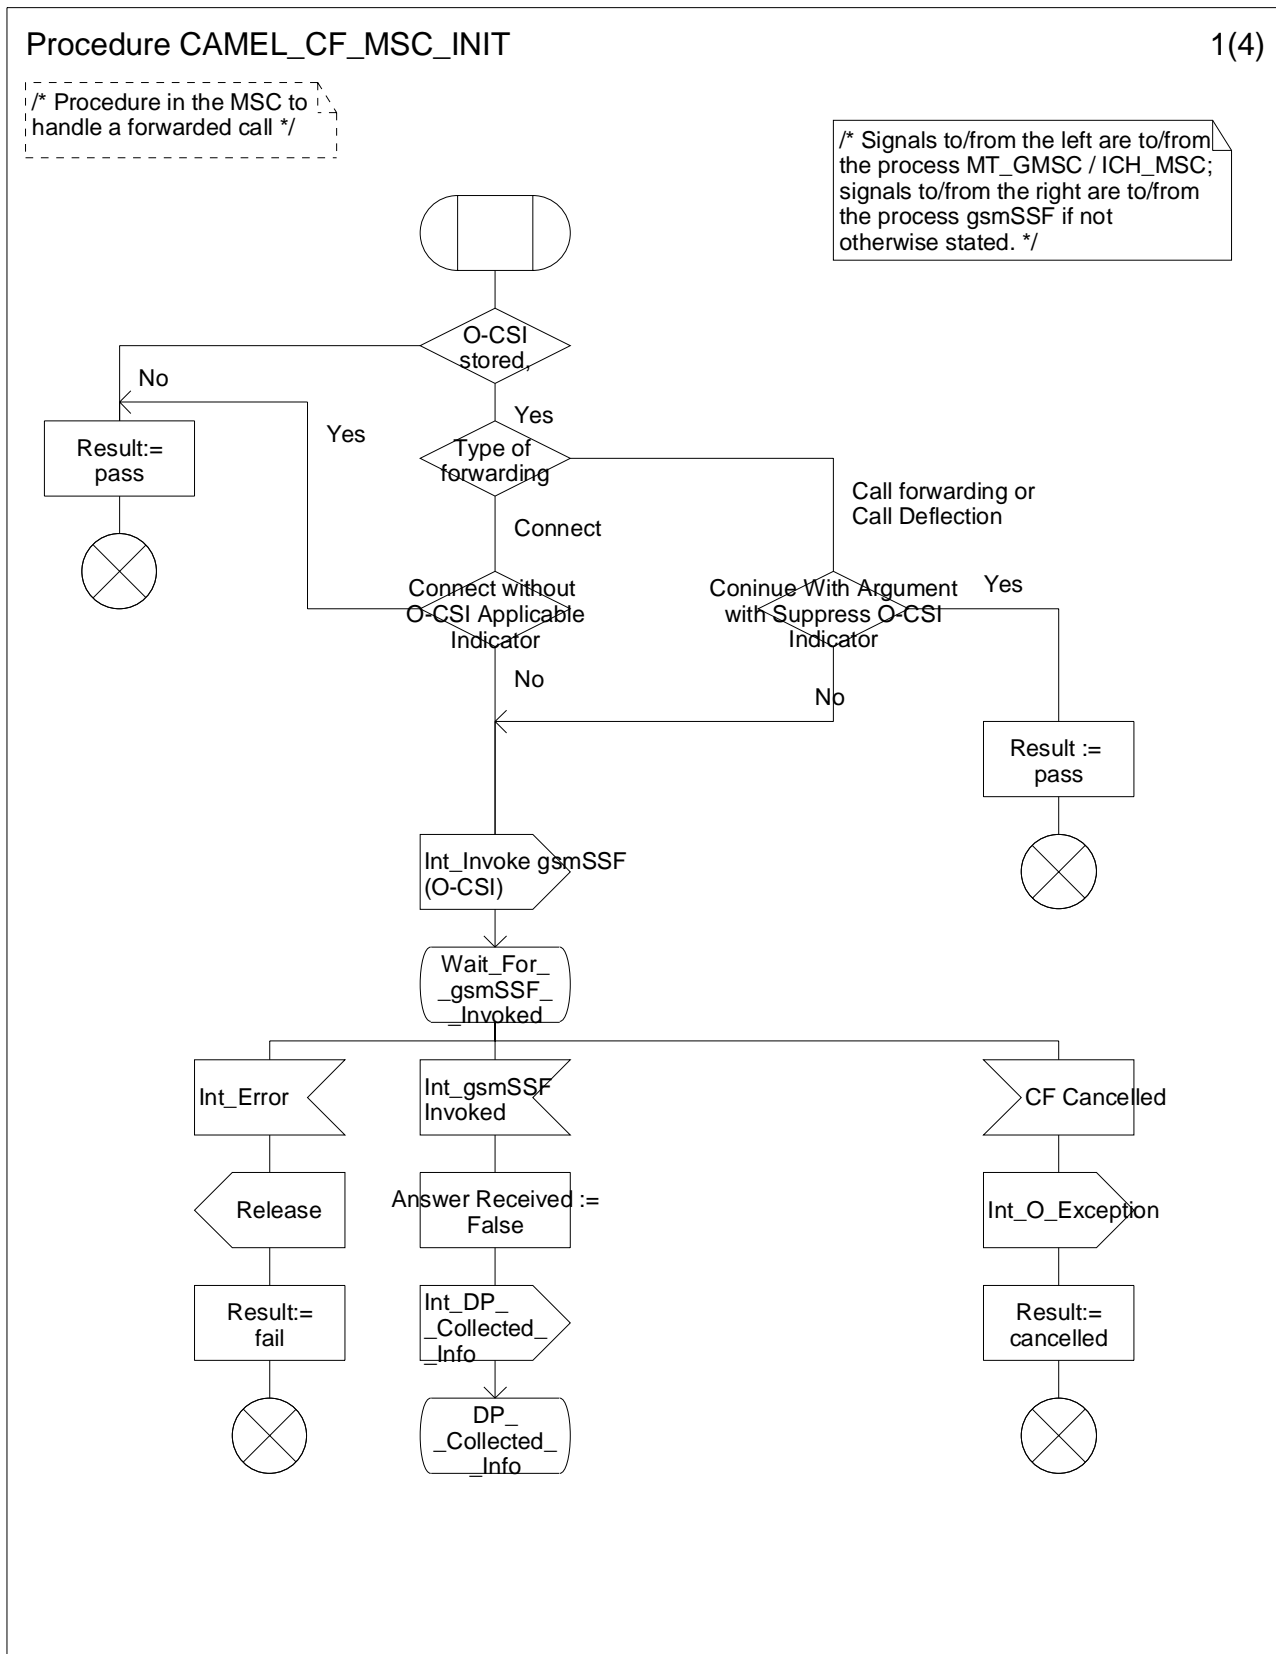 Procedure CAMEL_CF_MSC_INIT
1(4)
/* Procedure in the MSC to
handle a forwarded call */
/* Signals to/from the left are to/from
the process MT_GMSC / ICH_MSC;
signals to/from the right are to/from
the process gsmSSF if not
otherwise stated. */
O-CSI
stored,
No
Yes
Yes
Result:=
pass
Type of
forwarding
Call forwarding or
Call Deflection
Connect
Connect without
O-CSI Applicable
Indicator
Coninue With Argument
with Suppress O-CSI
Indicator
Yes
No
No
Result :=
pass
Int_Invoke gsmSSF
(O-CSI)
Wait_For_
_gsmSSF_
_Invoked
Int_Error
Int_gsmSSF
Invoked
CF Cancelled
Release
Answer Received :=
False
Int_O_Exception
Result:=
fail
Int_DP_
_Collected_
_Info
Result:=
cancelled
DP_
_Collected_
_Info